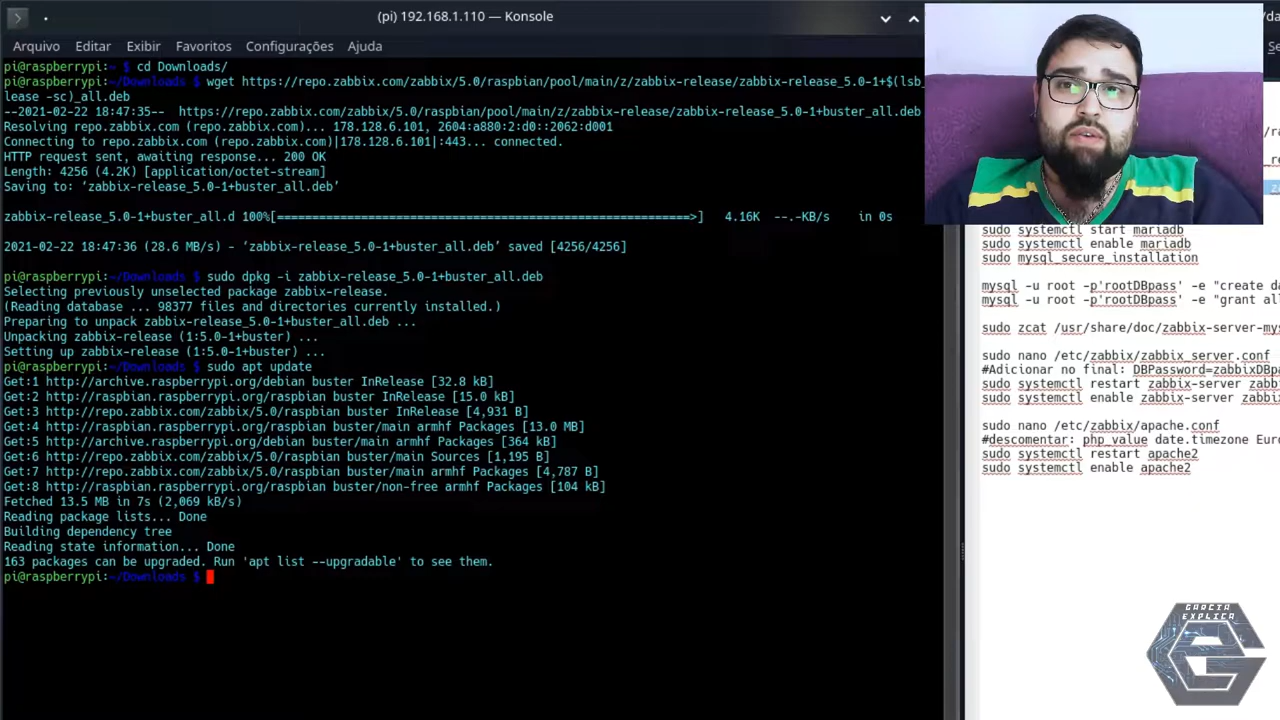 (pi) 192.168.1.110 — Konsole
Arquivo Editar Exibir Favoritos Configurações Ajuda
pi@raspberrypi:~ $ cd Downloads/
pi@raspberrypi:~/Downloads $ wget https://repo.zabbix.com/zabbix/5.0/raspbian/pool/main/z/zabbix-release/zabbix-release_5.0-1+$(lsb_
lease -sc)_all.deb
--2021-02-22 18:47:35-- https://repo.zabbix.com/zabbix/5.0/raspbian/pool/main/z/zabbix-release/zabbix-release_5.0-1+buster_all.deb
Resolving repo.zabbix.com (repo.zabbix.com)... 178.128.6.101, 2604:a880:2:d0::2062:d001
Connecting to repo.zabbix.com (repo.zabbix.com)|178.128.6.101|:443... connected.
HTTP request sent, awaiting response... 200 OK
Length: 4256 (4.2K) [application/octet-stream]
Saving to: ‘zabbix-release_5.0-1+buster_all.deb’
zabbix-release_5.0-1+buster_all.d 100%[=======================================================>] 4.16K --.-KB/s in 0s
2021-02-22 18:47:36 (28.6 MB/s) - ‘zabbix-release_5.0-1+buster_all.deb’ saved [4256/4256]
pi@raspberrypi:~/Downloads $ sudo dpkg -i zabbix-release_5.0-1+buster_all.deb
Selecting previously unselected package zabbix-release.
(Reading database ... 98377 files and directories currently installed.)
Preparing to unpack zabbix-release_5.0-1+buster_all.deb ...
Unpacking zabbix-release (1:5.0-1+buster) ...
Setting up zabbix-release (1:5.0-1+buster) ...
pi@raspberrypi:~/Downloads $ sudo apt update
Get:1 http://archive.raspberrypi.org/debian buster InRelease [32.8 kB]
Get:2 http://raspbian.raspberrypi.org/raspbian buster InRelease [15.0 kB]
Get:3 http://repo.zabbix.com/zabbix/5.0/raspbian buster InRelease [4,931 B]
Get:4 http://raspbian.raspberrypi.org/raspbian buster/main armhf Packages [13.0 MB]
Get:5 http://archive.raspberrypi.org/debian buster/main armhf Packages [364 kB]
Get:6 http://repo.zabbix.com/zabbix/5.0/raspbian buster/main Sources [1,195 B]
Get:7 http://repo.zabbix.com/zabbix/5.0/raspbian buster/main armhf Packages [4,787 B]
Get:8 http://raspbian.raspberrypi.org/raspbian buster/non-free armhf Packages [104 kB]
Fetched 13.5 MB in 7s (2,069 kB/s)
Reading package lists... Done
Building dependency tree
Reading state information... Done
163 packages can be upgraded. Run 'apt list --upgradable' to see them.
pi@raspberrypi:~/Downloads $
sudo systemctl start mariadb
sudo systemctl enable mariadb
sudo mysql_secure_installation
mysql -u root -p'rootDBpass' -e "create da
mysql -u root -p'rootDBpass' -e "grant all
sudo zcat /usr/share/doc/zabbix-server-mys
sudo nano /etc/zabbix/zabbix_server.conf
#Adicionar no final: DBPassword=zabbixDBpa
sudo systemctl restart zabbix-server zabb
sudo systemctl enable zabbix-server zabbix
sudo nano /etc/zabbix/apache.conf
#descomentar: php_value date.timezone Euro
sudo systemctl restart apache2
sudo systemctl enable apache2
GARCIA
EXPLICA